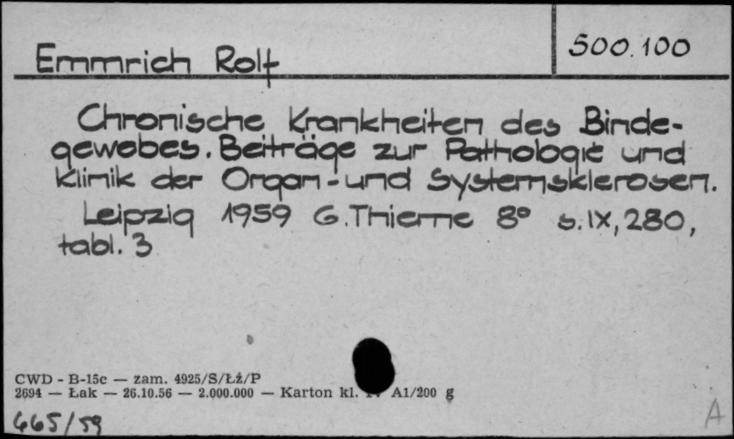 Emmrich Rolf
500.100
Chronische Krankheiten des Binde-
gewebes. Beiträge zur Pathologie und
Klinik der Organ- und Systemsklerosen.
Leipzig 1959 G. Thieme 8° s. IX, 280,
tabl. 3
CWD - B-15c — zam. 4925/S/Łż/P
2694 — Łak — 26.10.56 — 2.000.000 — Karton kl. A1/200 g
665/59
A